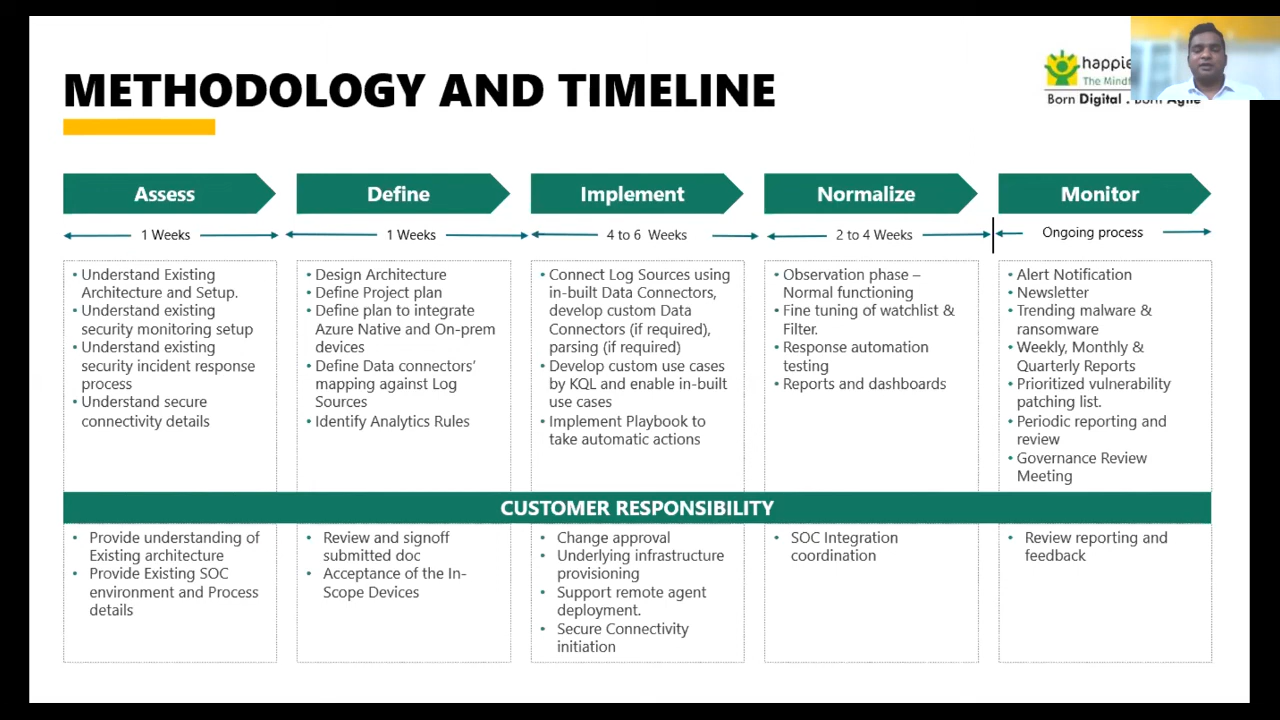 METHODOLOGY AND TIMELINE
happie
The Mind
Born Digital . Born Agile
Assess
Define
Implement
Normalize
Monitor
1 Weeks
1 Weeks
4 to 6 Weeks
2 to 4 Weeks
Ongoing process
• Understand Existing
Architecture and Setup.
• Understand existing
security monitoring setup
• Understand existing
security incident response
process
• Understand secure
connectivity details
• Design Architecture
• Define Project plan
• Define plan to integrate
Azure Native and On-prem
devices
• Define Data connectors’
mapping against Log
Sources
• Identify Analytics Rules
• Connect Log Sources using
in-built Data Connectors,
develop custom Data
Connectors (if required),
parsing (if required)
• Develop custom use cases
by KQL and enable in-built
use cases
• Implement Playbook to
take automatic actions
• Observation phase –
Normal functioning
• Fine tuning of watchlist &
Filter.
• Response automation
testing
• Reports and dashboards
• Alert Notification
• Newsletter
• Trending malware &
ransomware
• Weekly, Monthly &
Quarterly Reports
• Prioritized vulnerability
patching list.
• Periodic reporting and
review
• Governance Review
Meeting
CUSTOMER RESPONSIBILITY
• Provide understanding of
Existing architecture
• Provide Existing SOC
environment and Process
details
• Review and signoff
submitted doc
• Acceptance of the In-
Scope Devices
• Change approval
• Underlying infrastructure
provisioning
• Support remote agent
deployment.
• Secure Connectivity
initiation
• SOC Integration
coordination
• Review reporting and
feedback